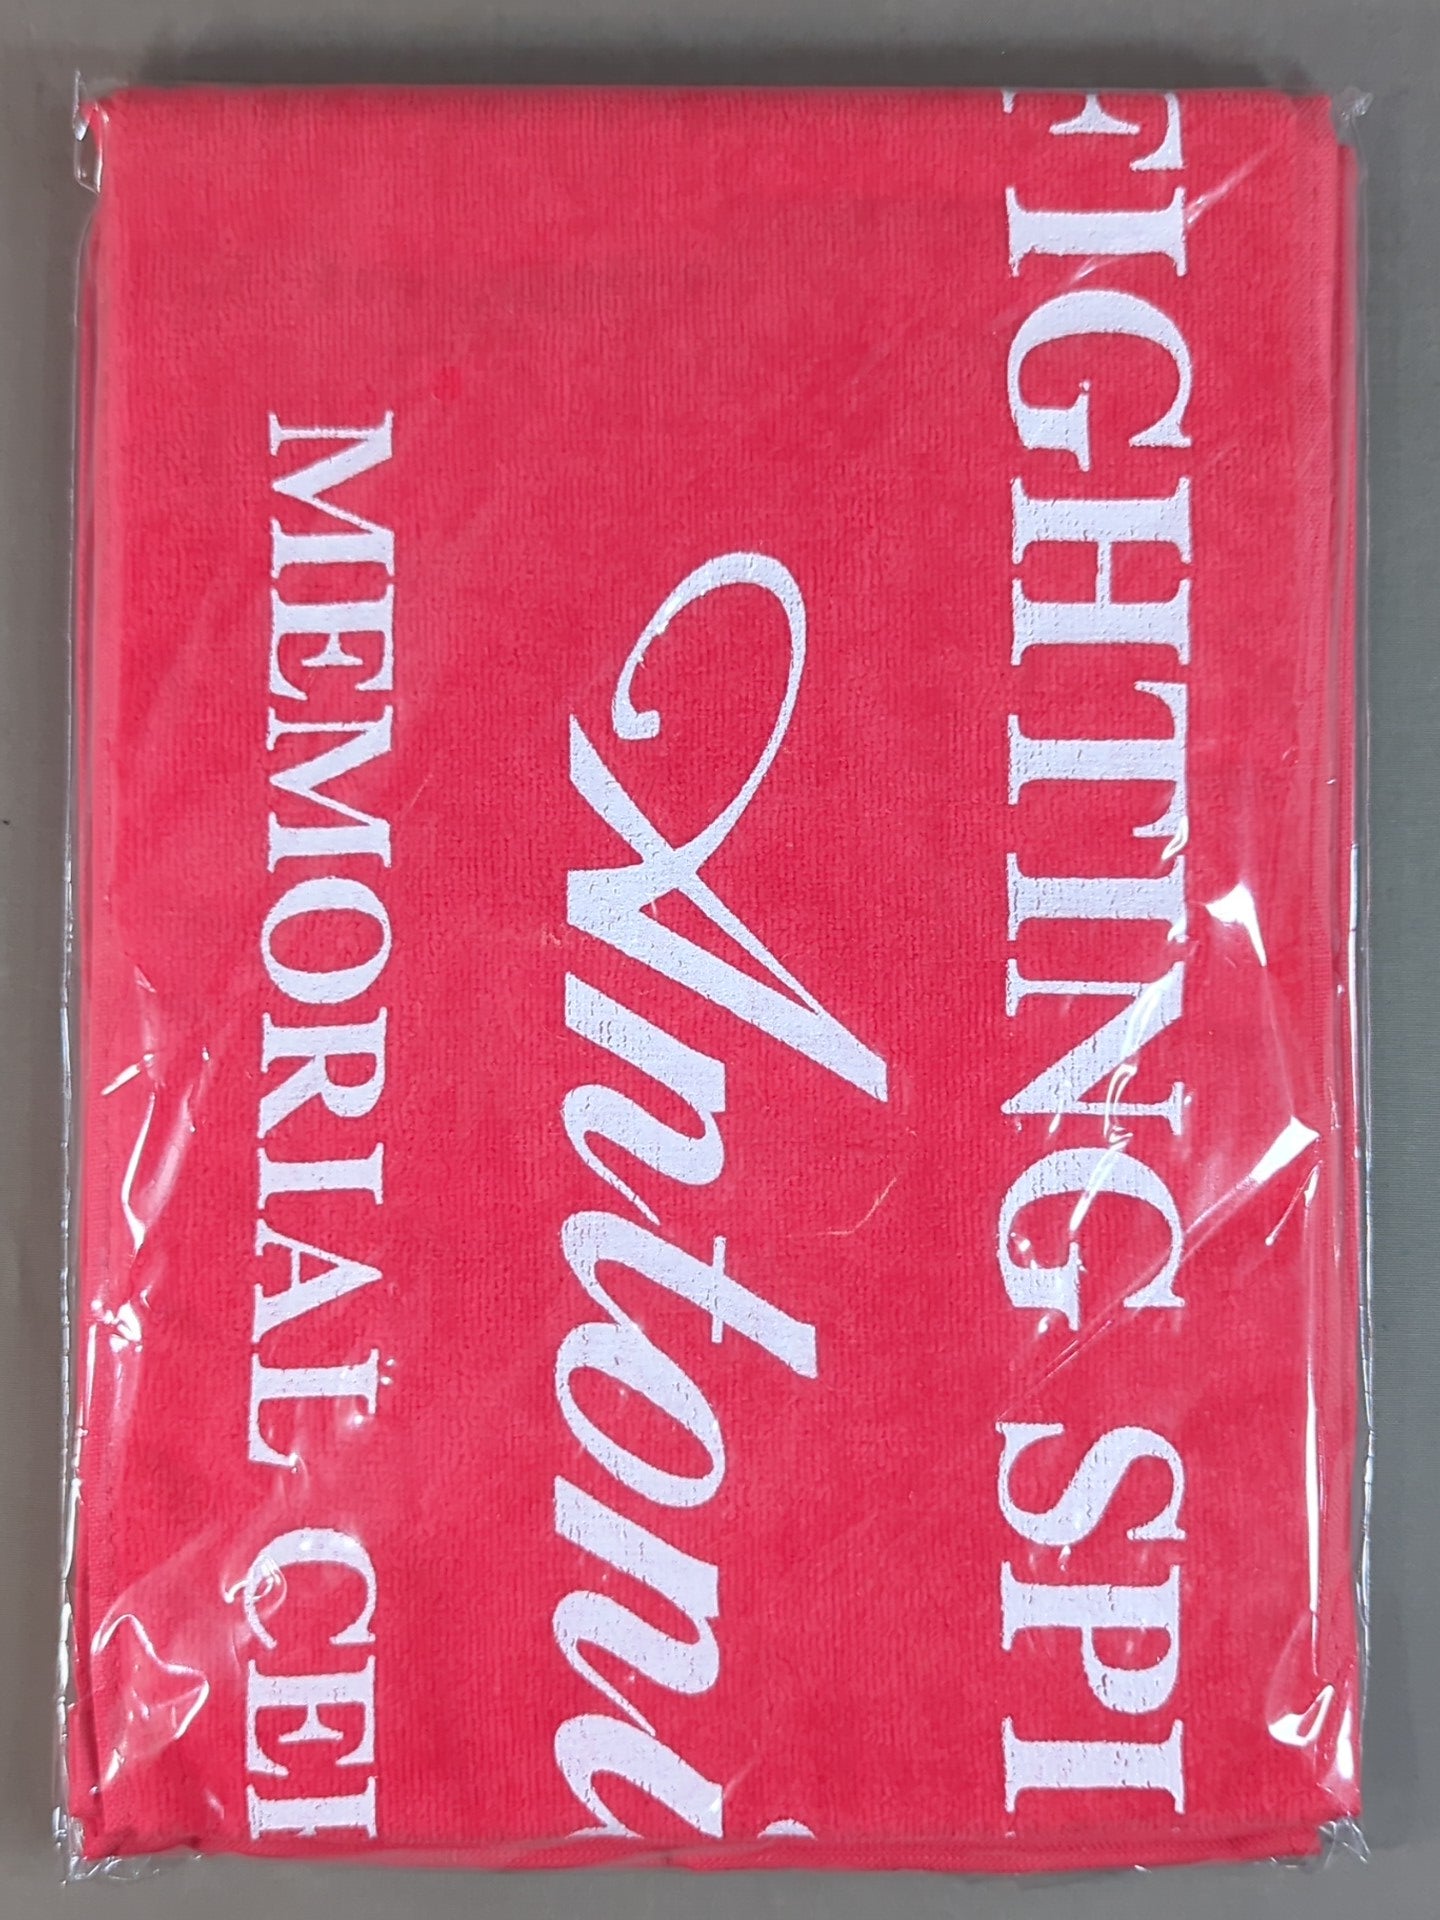 FIGHTING SPI
Antoni
MEMORIAL CE